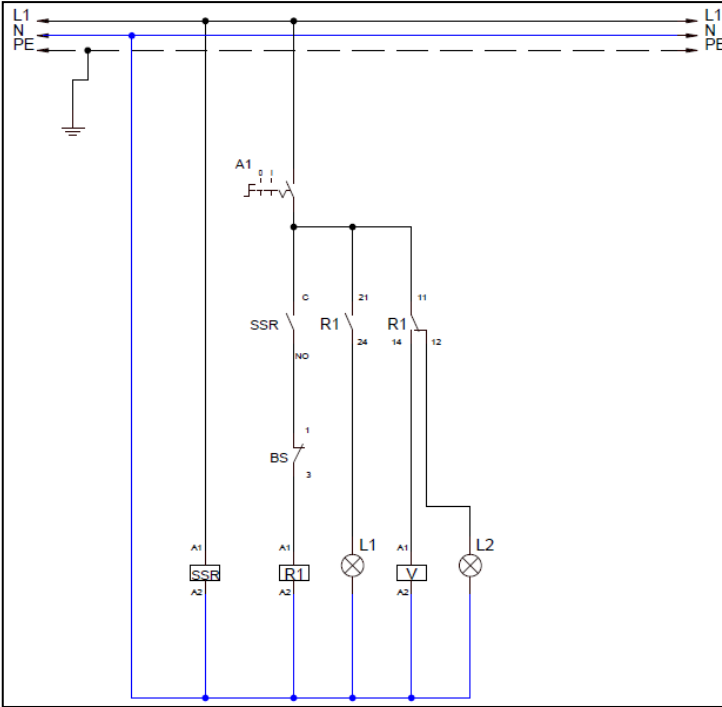 L1 L1
N N
PE PE
A1 0 I
C 21 11
SSR R1 R1
24 14 12
NO
1
BS
3
L1 L2
A1 A1 A1
SSR R1 V
A2 A2 A2